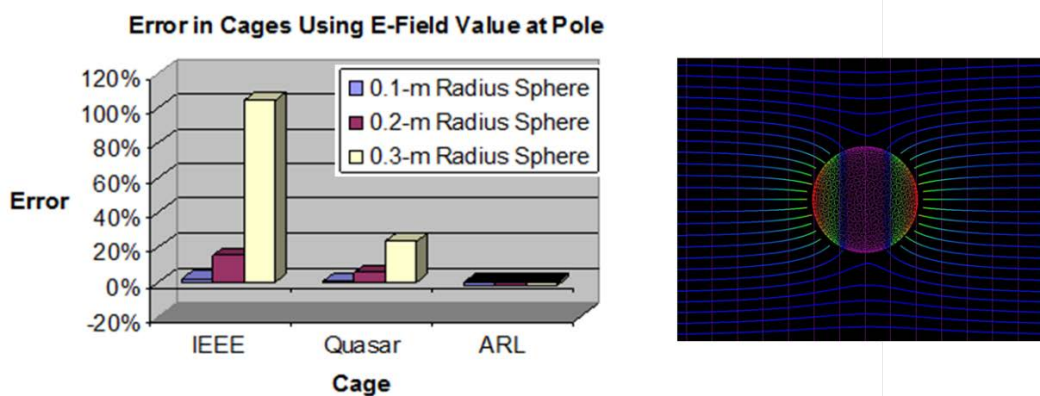 Error in Cages Using E-Field Value at Pole
120%
100%
80%
60%
40%
20%
0%
-20%
Error
0.1-m Radius Sphere
0.2-m Radius Sphere
0.3-m Radius Sphere
IEEE
Quasar
ARL
Cage